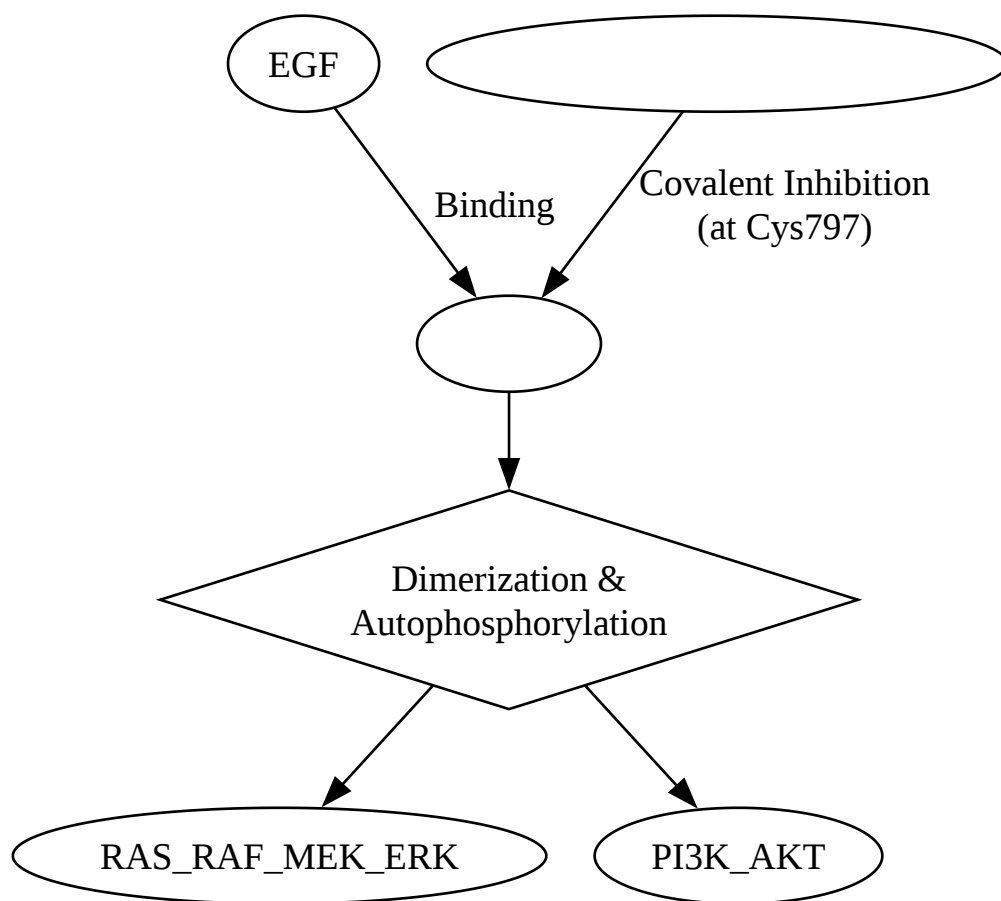 EGF
Binding
Covalent Inhibition
(at Cys797)
Dimerization &
Autophosphorylation
RAS_RAF_MEK_ERK
PI3K_AKT